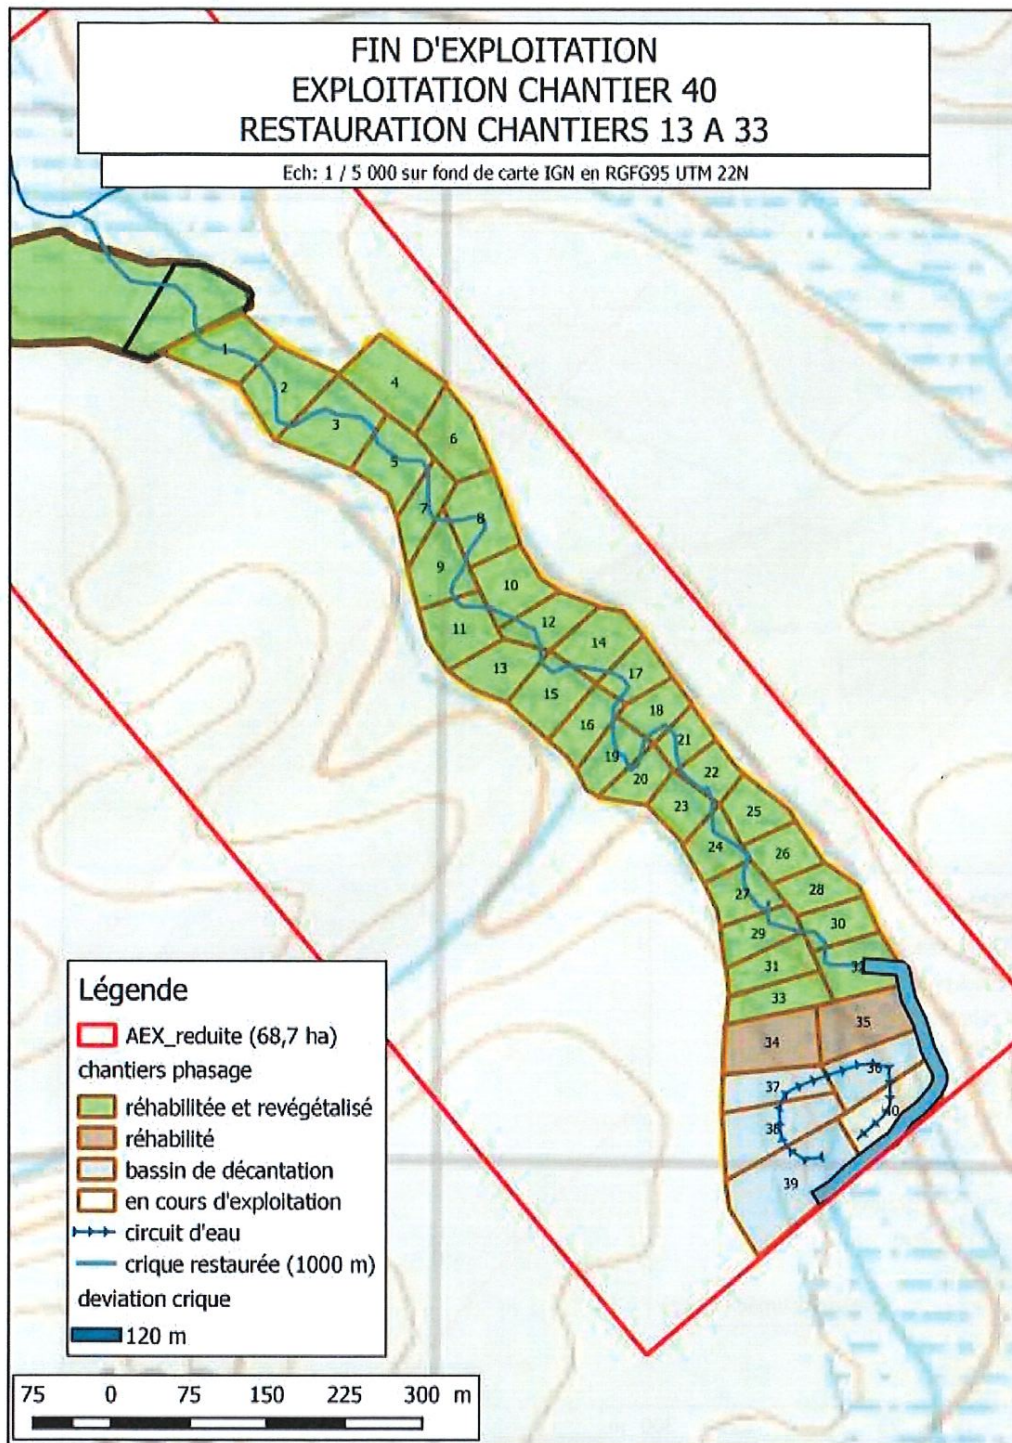 FIN D'EXPLOITATION
EXPLOITATION CHANTIER 40
RESTAURATION CHANTIERS 13 A 33
Ech: 1 / 5 000 sur fond de carte IGN en RGFG95 UTM 22N
1
2
3
4
5
6
7
8
9
10
11
12
13
14
15
16
17
18
19
20
21
22
23
24
25
26
27
28
29
30
31
32
33
34
35
36
37
38
39
40
Légende
AEX_reduite (68,7 ha)
chantiers phasage
réhabilitée et revégétalisé
réhabilité
bassin de décantation
en cours d'exploitation
circuit d'eau
crique restaurée (1000 m)
deviation crique
120 m
75 0 75 150 225 300 m